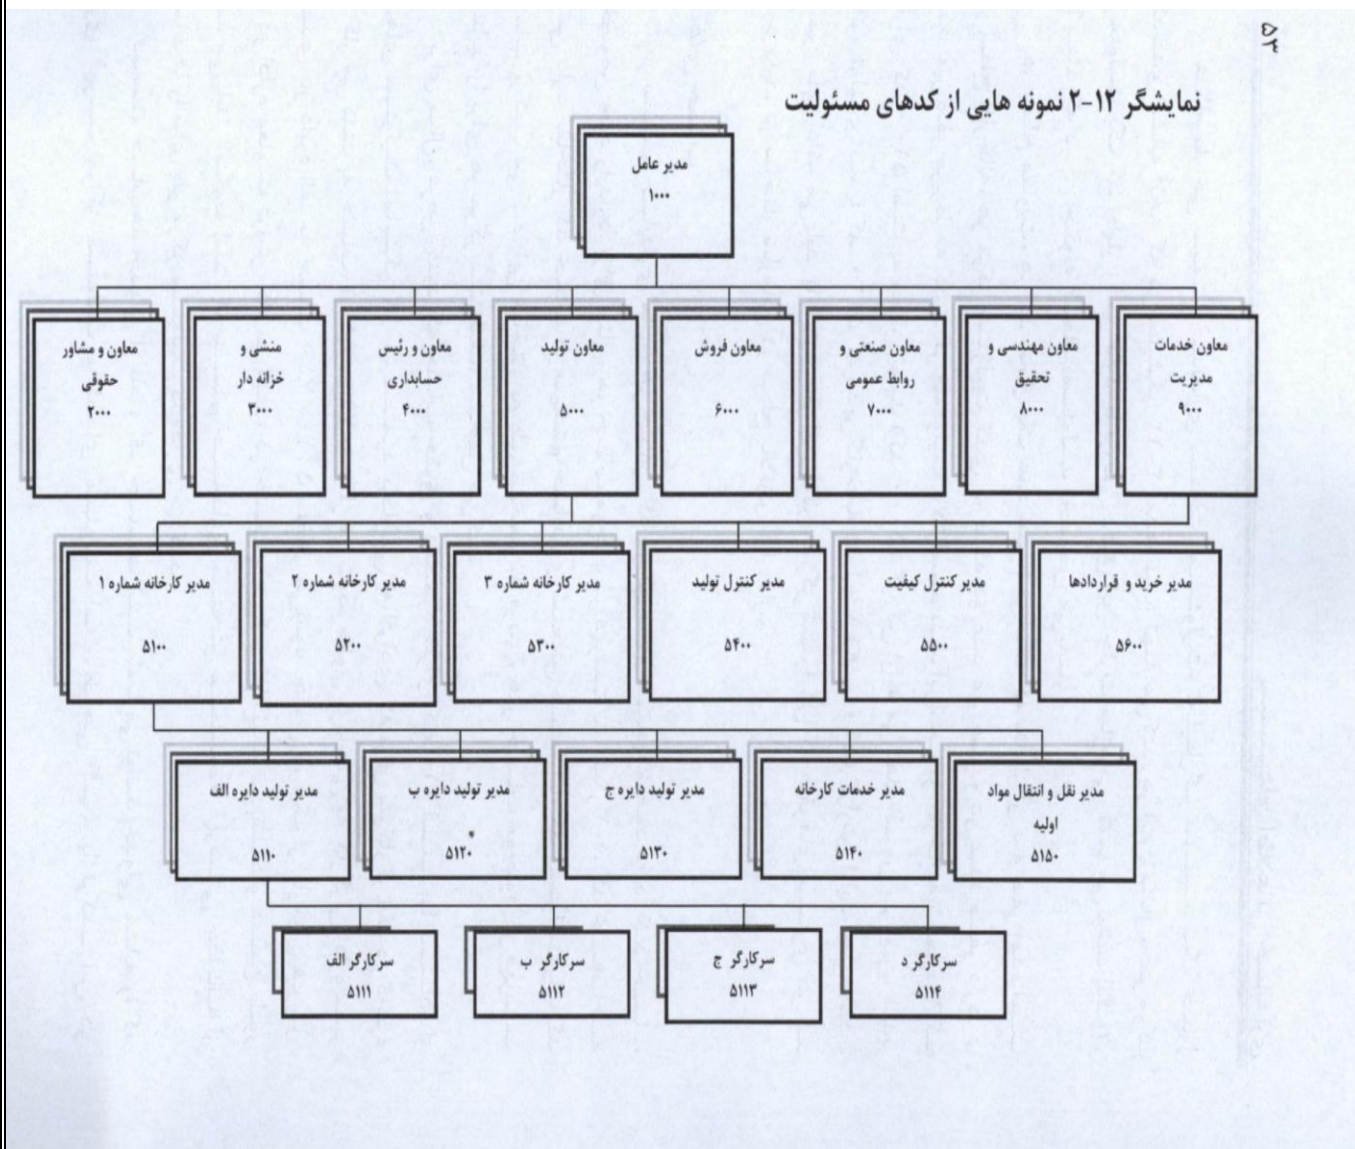 ۵۳
نمایشگر ۱۲-۲ نمونه هایی از کدهای مسئولیت
مدیر عامل
۱۰۰۰
معاون خدمات
مدیریت
۹۰۰۰
معاون مهندسی و
تحقیق
۸۰۰۰
معاون صنعتی و
روابط عمومی
۷۰۰۰
معاون فروش
۶۰۰۰
معاون تولید
۵۰۰۰
معاون و رئیس
حسابداری
۴۰۰۰
منشی و
خزانه دار
۳۰۰۰
معاون و مشاور
حقوقی
۲۰۰۰
مدیر خرید و قراردادها
۵۶۰۰
مدیر کنترل کیفیت
۵۵۰۰
مدیر کنترل تولید
۵۴۰۰
مدیر کارخانه شماره ۳
۵۳۰۰
مدیر کارخانه شماره ۲
۵۲۰۰
مدیر کارخانه شماره ۱
۵۱۰۰
مدیر نقل و انتقال مواد
اولیه
۵۱۵۰
مدیر خدمات کارخانه
۵۱۴۰
مدیر تولید دایره ج
۵۱۳۰
مدیر تولید دایره ب
۵۱۲۰
مدیر تولید دایره الف
۵۱۱۰
سرکارگر د
۵۱۱۴
سرکارگر ج
۵۱۱۳
سرکارگر ب
۵۱۱۲
سرکارگر الف
۵۱۱۱